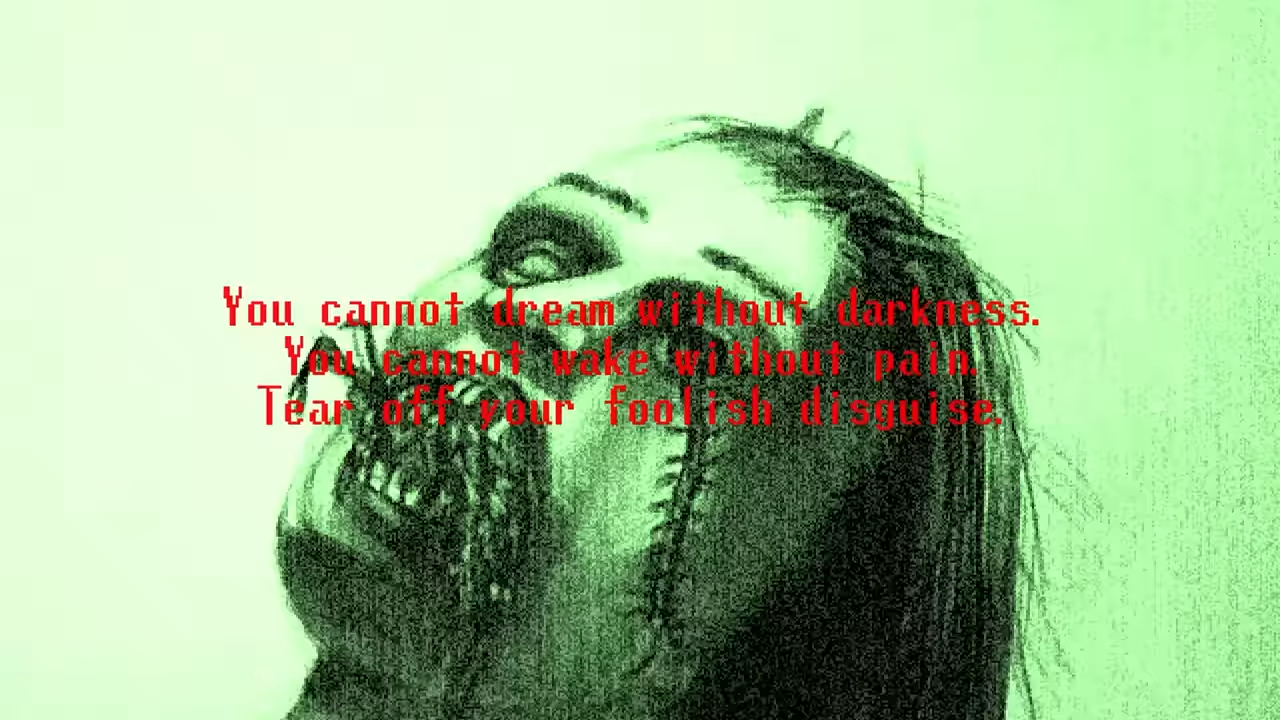 You cannot dream without darkness.
You cannot wake without pain.
Tear off your foolish disguise.